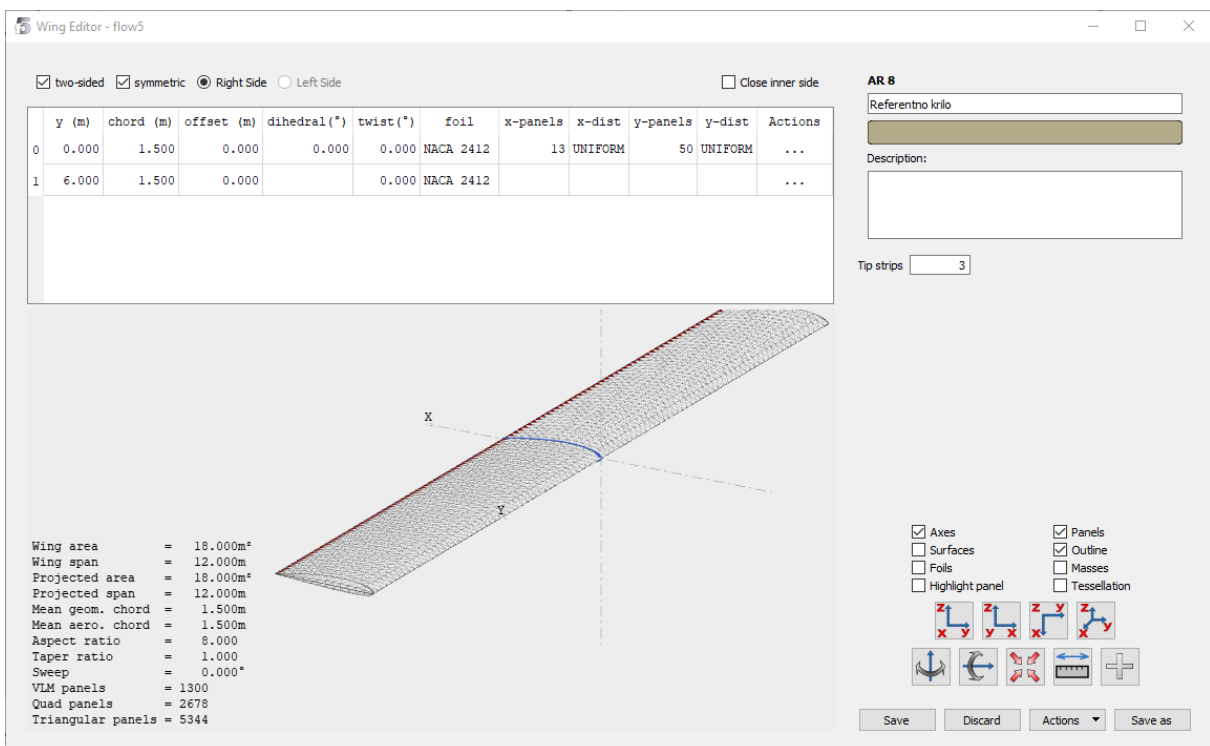 Wing Editor - flow5
two-sided symmetric Right Side Left Side Close inner side
y (m) chord (m) offset (m) dihedral(°) twist(°) foil x-panels x-dist y-panels y-dist Actions
0 0.000 1.500 0.000 0.000 0.000 NACA 2412 13 UNIFORM 50 UNIFORM ...
1 6.000 1.500 0.000 0.000 NACA 2412 ...
AR 8
Referentno krilo
Description:
Tip strips 3
X
Y
Wing area = 18.000m²
Wing span = 12.000m
Projected area = 18.000m²
Projected span = 12.000m
Mean geom. chord = 1.500m
Mean aero. chord = 1.500m
Aspect ratio = 8.000
Taper ratio = 1.000
Sweep = 0.000°
VLM panels = 1300
Quad panels = 2678
Triangular panels = 5344
Axes Panels
Surfaces Outline
Foils Masses
Highlight panel Tessellation
z x y z y x z y x z x y
Save Discard Actions Save as